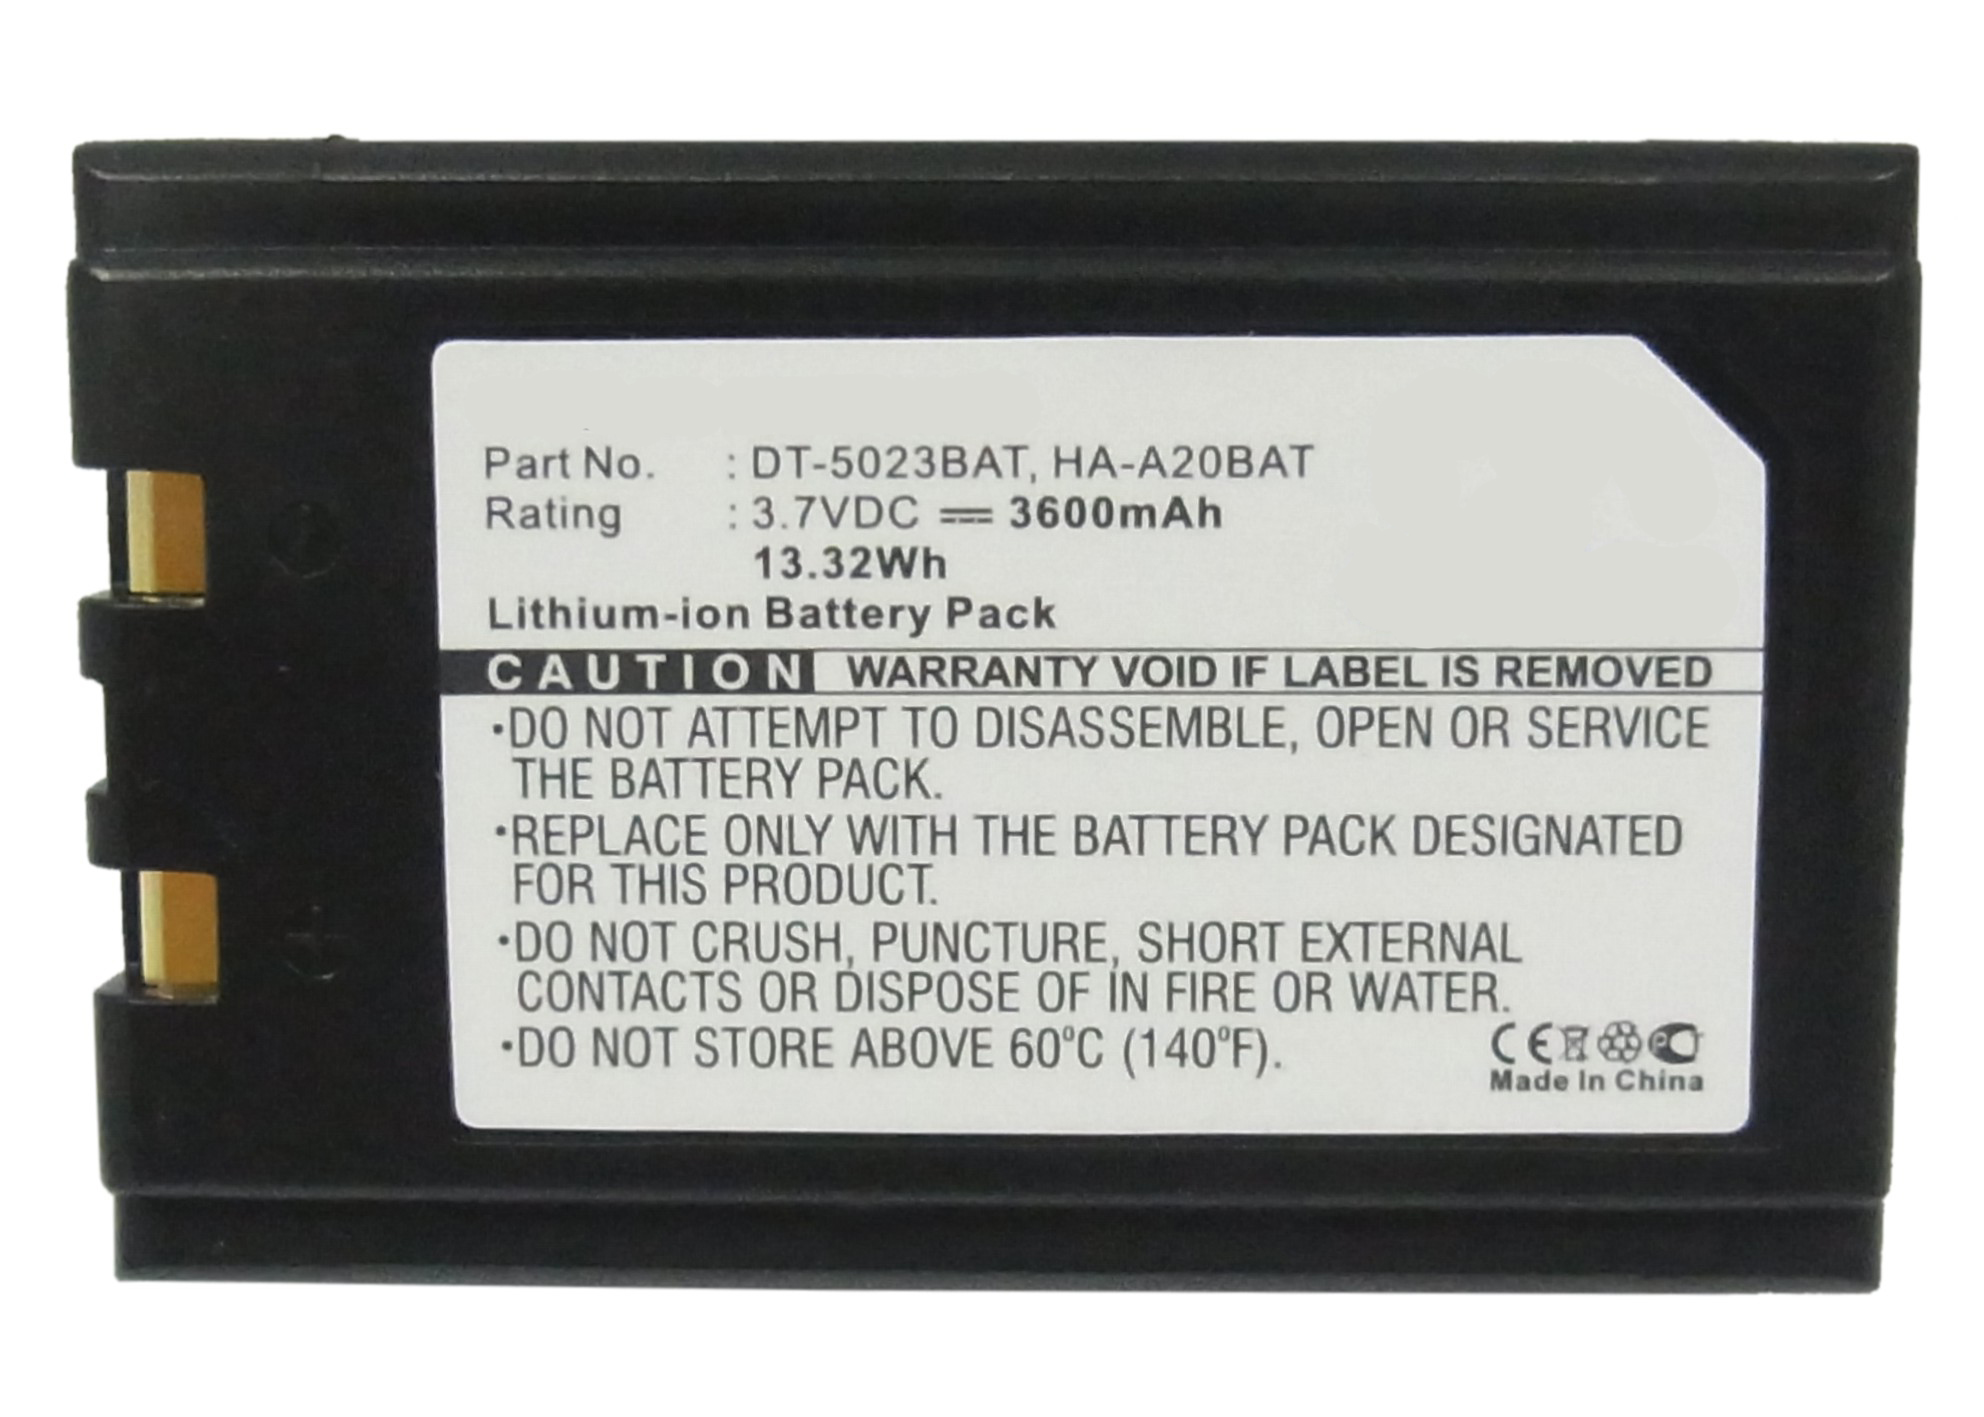 Part No. : DT-5023BAT, HA-A20BAT
Rating : 3.7VDC ⎓ 3600mAh
13.32Wh
Lithium-ion Battery Pack
CAUTION WARRANTY VOID IF LABEL IS REMOVED
•DO NOT ATTEMPT TO DISASSEMBLE, OPEN OR SERVICE
THE BATTERY PACK.
•REPLACE ONLY WITH THE BATTERY PACK DESIGNATED
FOR THIS PRODUCT.
•DO NOT CRUSH, PUNCTURE, SHORT EXTERNAL
CONTACTS OR DISPOSE OF IN FIRE OR WATER.
•DO NOT STORE ABOVE 60°C (140°F).
CE
Made In China